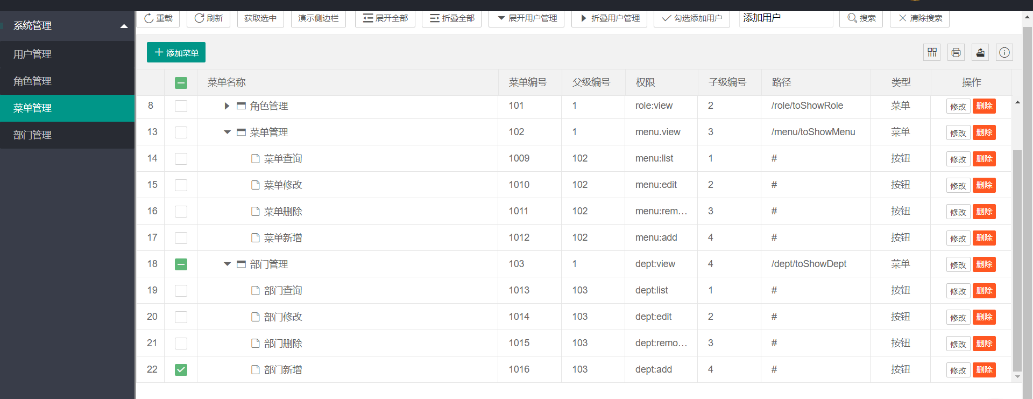 系统管理
用户管理
角色管理
菜单管理
部门管理
重载 刷新 获取选中 演示侧边栏 展开全部 折叠全部 展开用户管理 折叠用户管理 勾选添加用户 添加用户 搜索 清除搜索
添加菜单
菜单名称 菜单编号 父级编号 权限 子级编号 路径 类型 操作
8 角色管理 101 1 role:view 2 /role/toShowRole 菜单 修改 删除
13 菜单管理 102 1 menu.view 3 /menu/toShowMenu 菜单 修改 删除
14 菜单查询 1009 102 menu:list 1 # 按钮 修改 删除
15 菜单修改 1010 102 menu:edit 2 # 按钮 修改 删除
16 菜单删除 1011 102 menu:rem... 3 # 按钮 修改 删除
17 菜单新增 1012 102 menu:add 4 # 按钮 修改 删除
18 部门管理 103 1 dept:view 4 /dept/toShowDept 菜单 修改 删除
19 部门查询 1013 103 dept:list 1 # 按钮 修改 删除
20 部门修改 1014 103 dept:edit 2 # 按钮 修改 删除
21 部门删除 1015 103 dept:remo... 3 # 按钮 修改 删除
22 部门新增 1016 103 dept:add 4 # 按钮 修改 删除